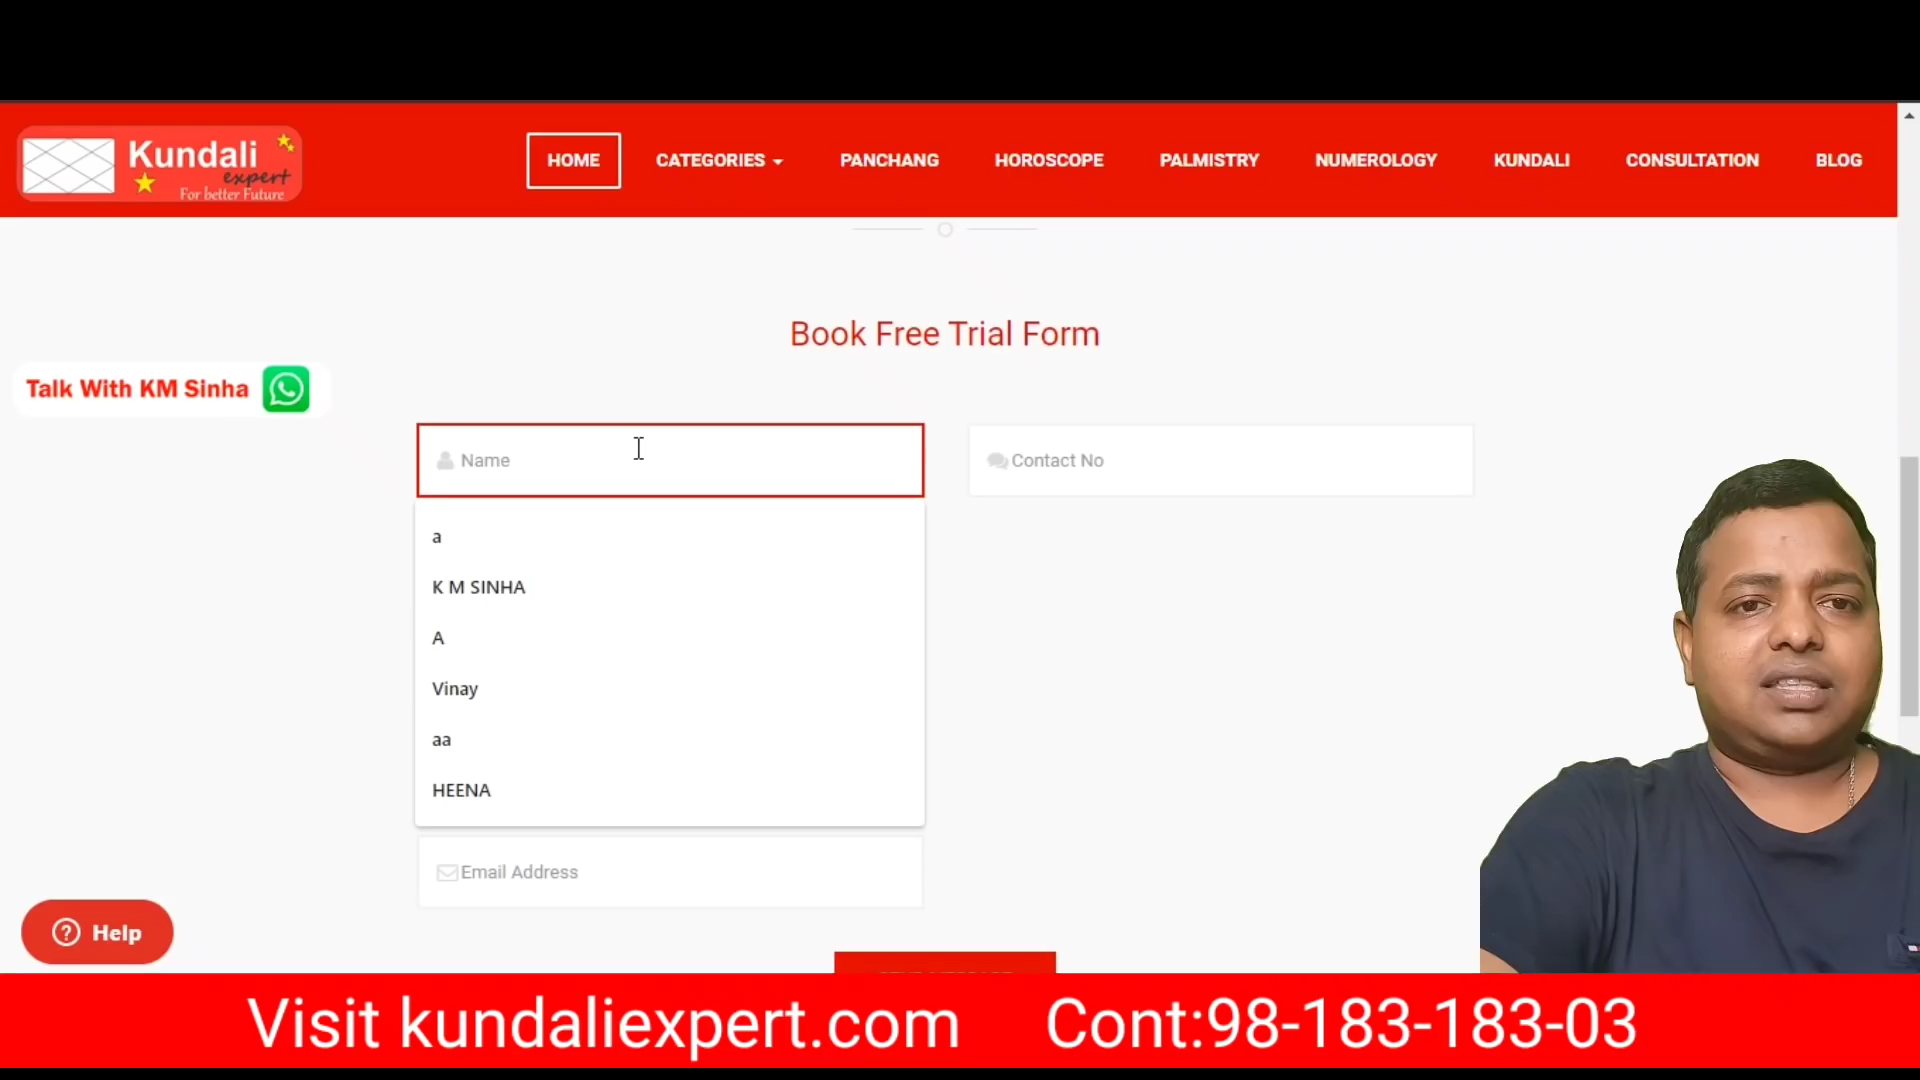 Kundali
expert
For better Future
HOME
CATEGORIES
PANCHANG
HOROSCOPE
PALMISTRY
NUMEROLOGY
KUNDALI
CONSULTATION
BLOG
Book Free Trial Form
Talk With KM Sinha
Name
Contact No
a
K M SINHA
A
Vinay
aa
HEENA
Email Address
? Help
Visit kundaliexpert.com Cont:98-183-183-03